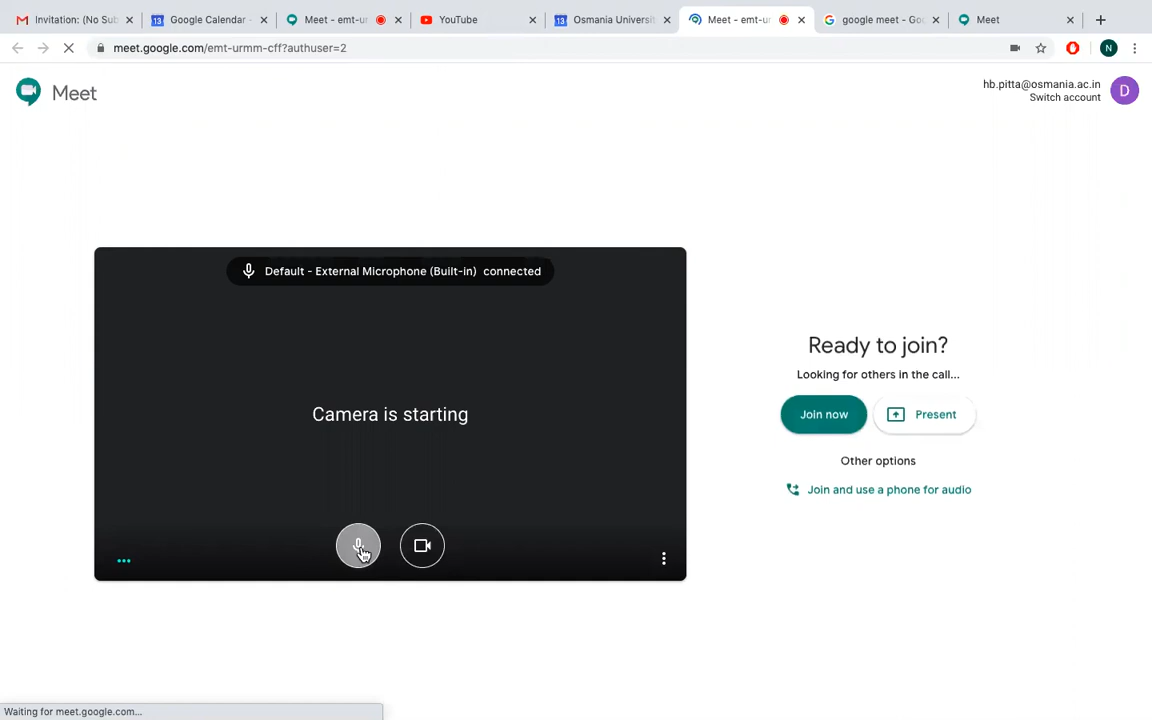 Invitation: (No Sub
Google Calendar -
Meet - emt-ur
YouTube
Osmania Universit
Meet - emt-ur
google meet - Goo
Meet
meet.google.com/emt-urmm-cff?authuser=2
N
Meet
hb.pitta@osmania.ac.in
Switch account
D
Default - External Microphone (Built-in) connected
Camera is starting
Ready to join?
Looking for others in the call...
Join now
Present
Other options
Join and use a phone for audio
Waiting for meet.google.com...